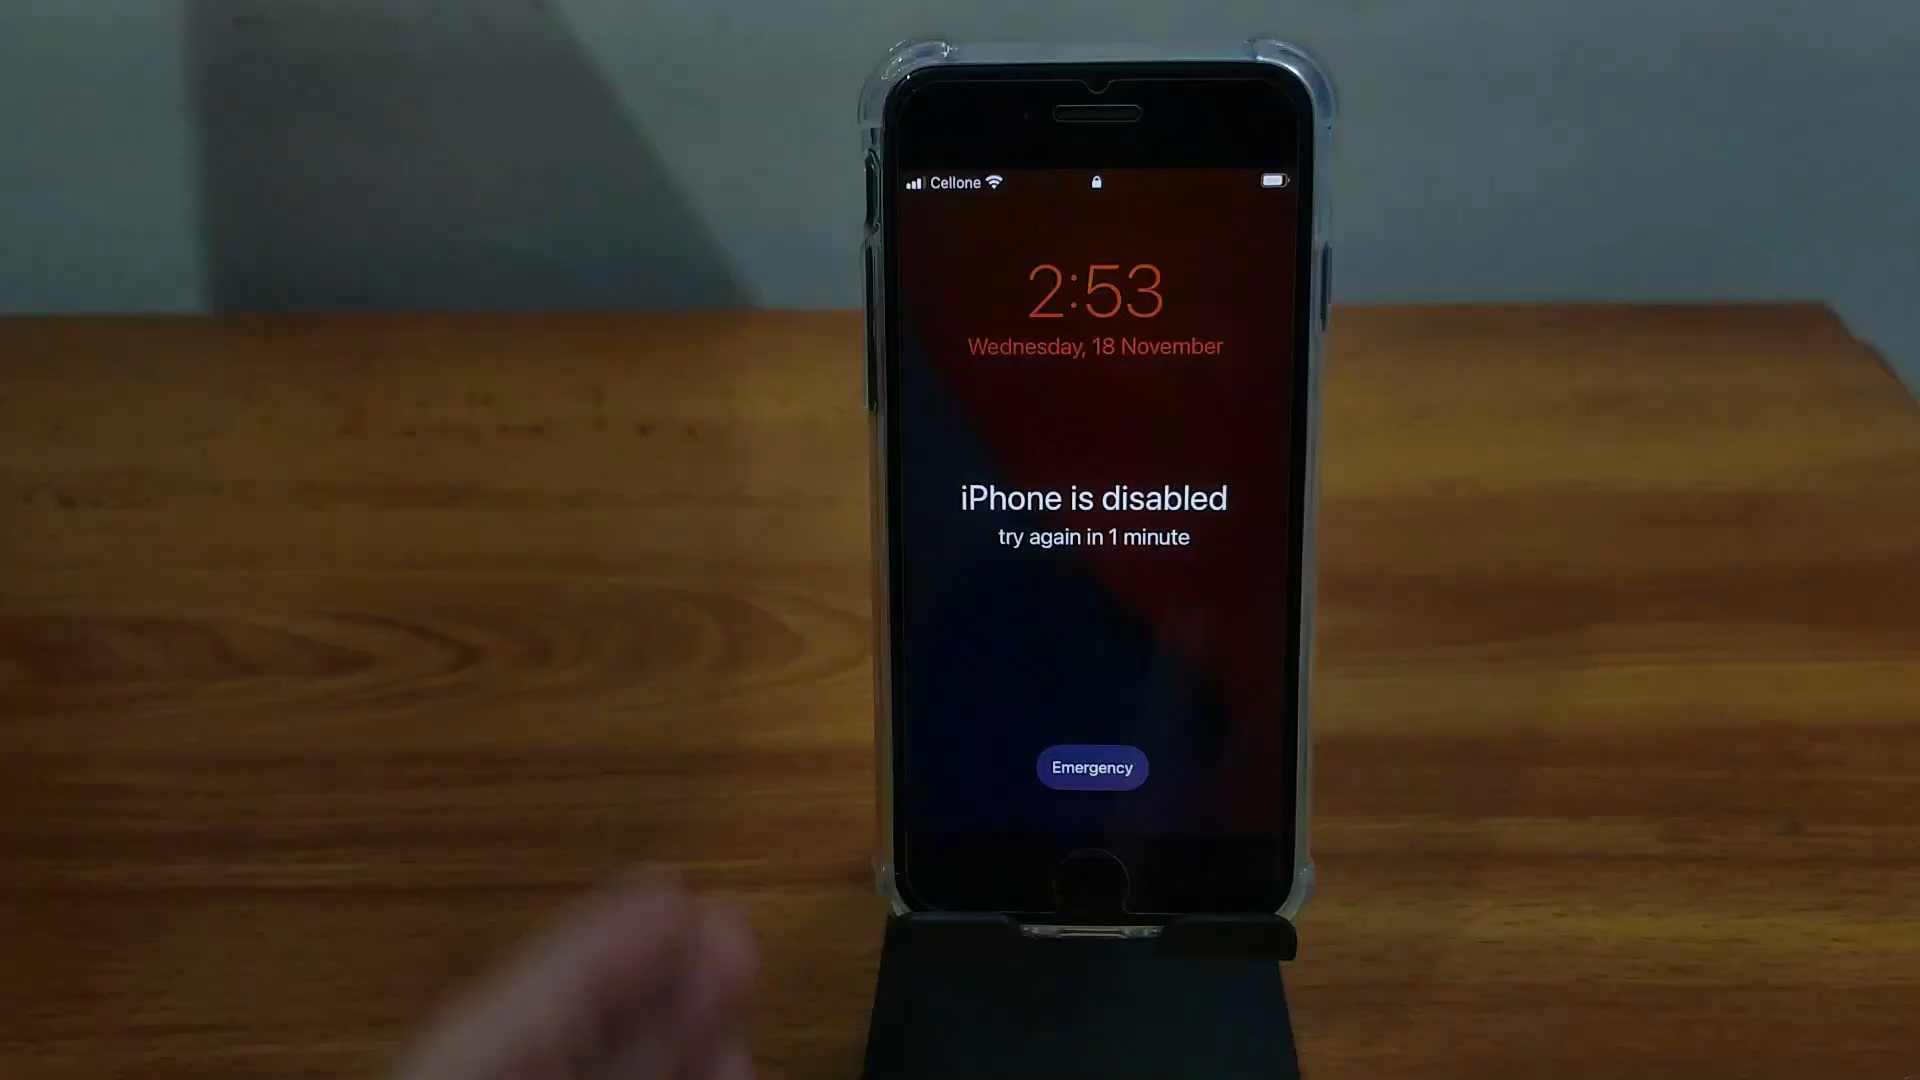 Cellone
2:53
Wednesday, 18 November
iPhone is disabled
try again in 1 minute
Emergency